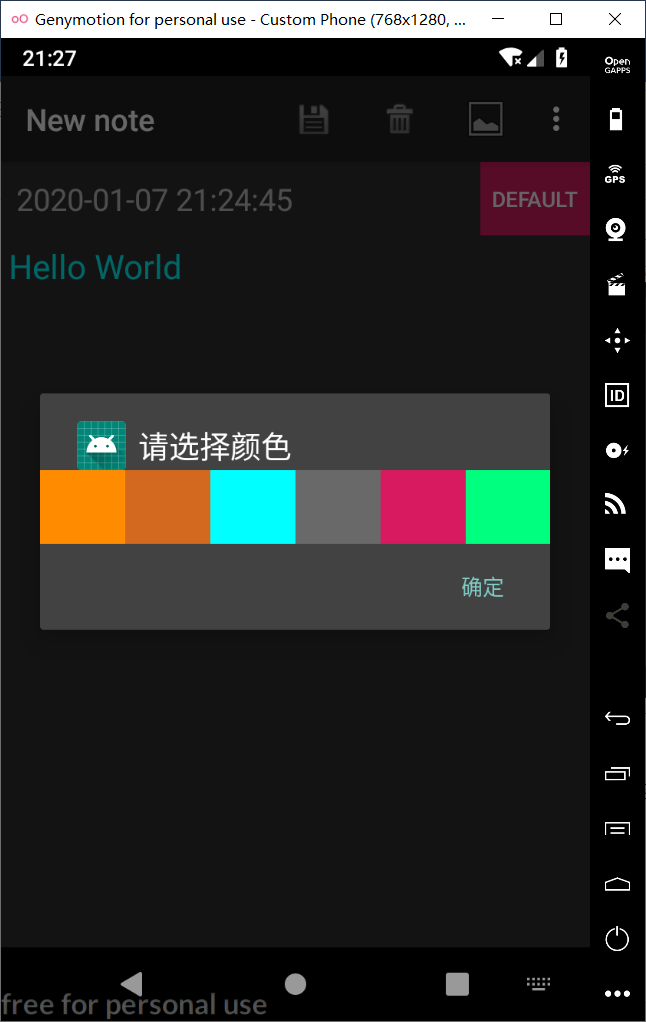 Genymotion for personal use - Custom Phone (768x1280, ...
21:27
Open
GAPPS
New note
GPS
2020-01-07 21:24:45
DEFAULT
Hello World
ID
请选择颜色
确定
free for personal use